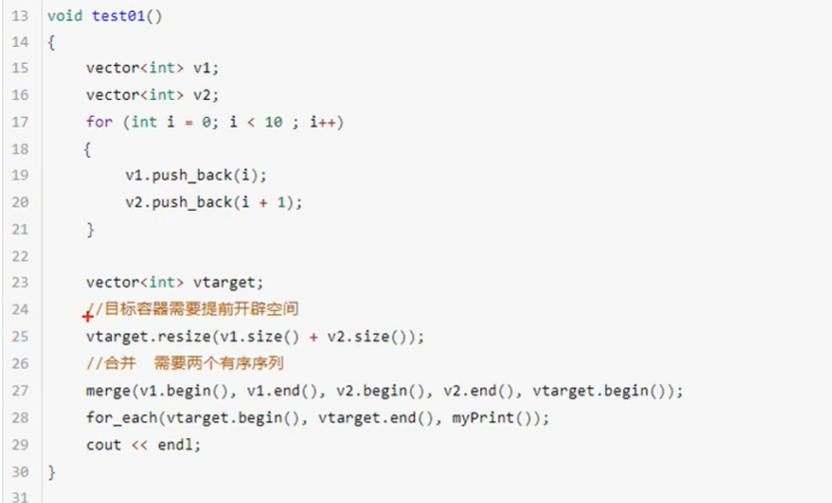 13 void test01()
14 {
15 vector<int> v1;
16 vector<int> v2;
17 for (int i = 0; i < 10 ; i++)
18 {
19 v1.push_back(i);
20 v2.push_back(i + 1);
21 }
22
23 vector<int> vtarget;
24 //目标容器需要提前开辟空间
25 vtarget.resize(v1.size() + v2.size());
26 //合并 需要两个有序序列
27 merge(v1.begin(), v1.end(), v2.begin(), v2.end(), vtarget.begin());
28 for_each(vtarget.begin(), vtarget.end(), myPrint());
29 cout << endl;
30 }
31